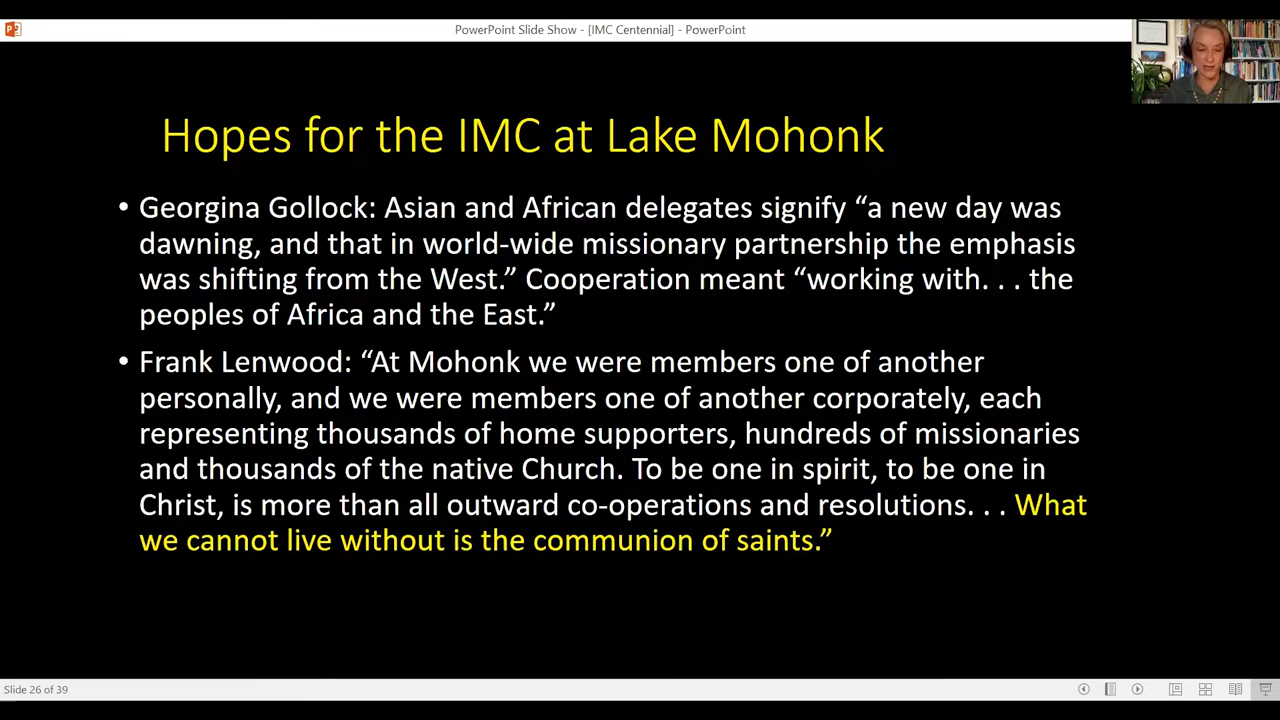 PowerPoint Slide Show - [IMC Centennial] - PowerPoint
Hopes for the IMC at Lake Mohonk
• Georgina Gollock: Asian and African delegates signify “a new day was
dawning, and that in world-wide missionary partnership the emphasis
was shifting from the West.” Cooperation meant “working with. . . the
peoples of Africa and the East.”
• Frank Lenwood: “At Mohonk we were members one of another
personally, and we were members one of another corporately, each
representing thousands of home supporters, hundreds of missionaries
and thousands of the native Church. To be one in spirit, to be one in
Christ, is more than all outward co-operations and resolutions. . . What
we cannot live without is the communion of saints.”
Slide 26 of 39